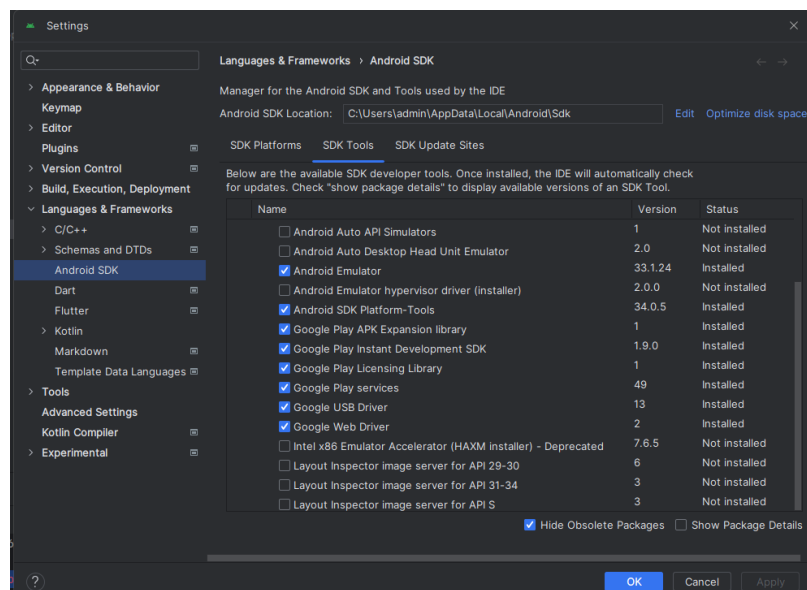 Settings
Languages & Frameworks › Android SDK
Appearance & Behavior
Keymap
Editor
Plugins
Version Control
Build, Execution, Deployment
Languages & Frameworks
C/C++
Schemas and DTDs
Android SDK
Dart
Flutter
Kotlin
Markdown
Template Data Languages
Tools
Advanced Settings
Kotlin Compiler
Experimental
Manager for the Android SDK and Tools used by the IDE
Android SDK Location: C:\Users\admin\AppData\Local\Android\Sdk Edit Optimize disk space
SDK Platforms SDK Tools SDK Update Sites
Below are the available SDK developer tools. Once installed, the IDE will automatically check
for updates. Check "show package details" to display available versions of an SDK Tool.
Name Version Status
Android Auto API Simulators 1 Not installed
Android Auto Desktop Head Unit Emulator 2.0 Not installed
Android Emulator 33.1.24 Installed
Android Emulator hypervisor driver (installer) 2.0.0 Not installed
Android SDK Platform-Tools 34.0.5 Installed
Google Play APK Expansion library 1 Installed
Google Play Instant Development SDK 1.9.0 Installed
Google Play Licensing Library 1 Installed
Google Play services 49 Installed
Google USB Driver 13 Installed
Google Web Driver 2 Installed
Intel x86 Emulator Accelerator (HAXM installer) - Deprecated 7.6.5 Not installed
Layout Inspector image server for API 29-30 6 Not installed
Layout Inspector image server for API 31-34 3 Not installed
Layout Inspector image server for API S 3 Not installed
Hide Obsolete Packages Show Package Details
? OK Cancel Apply